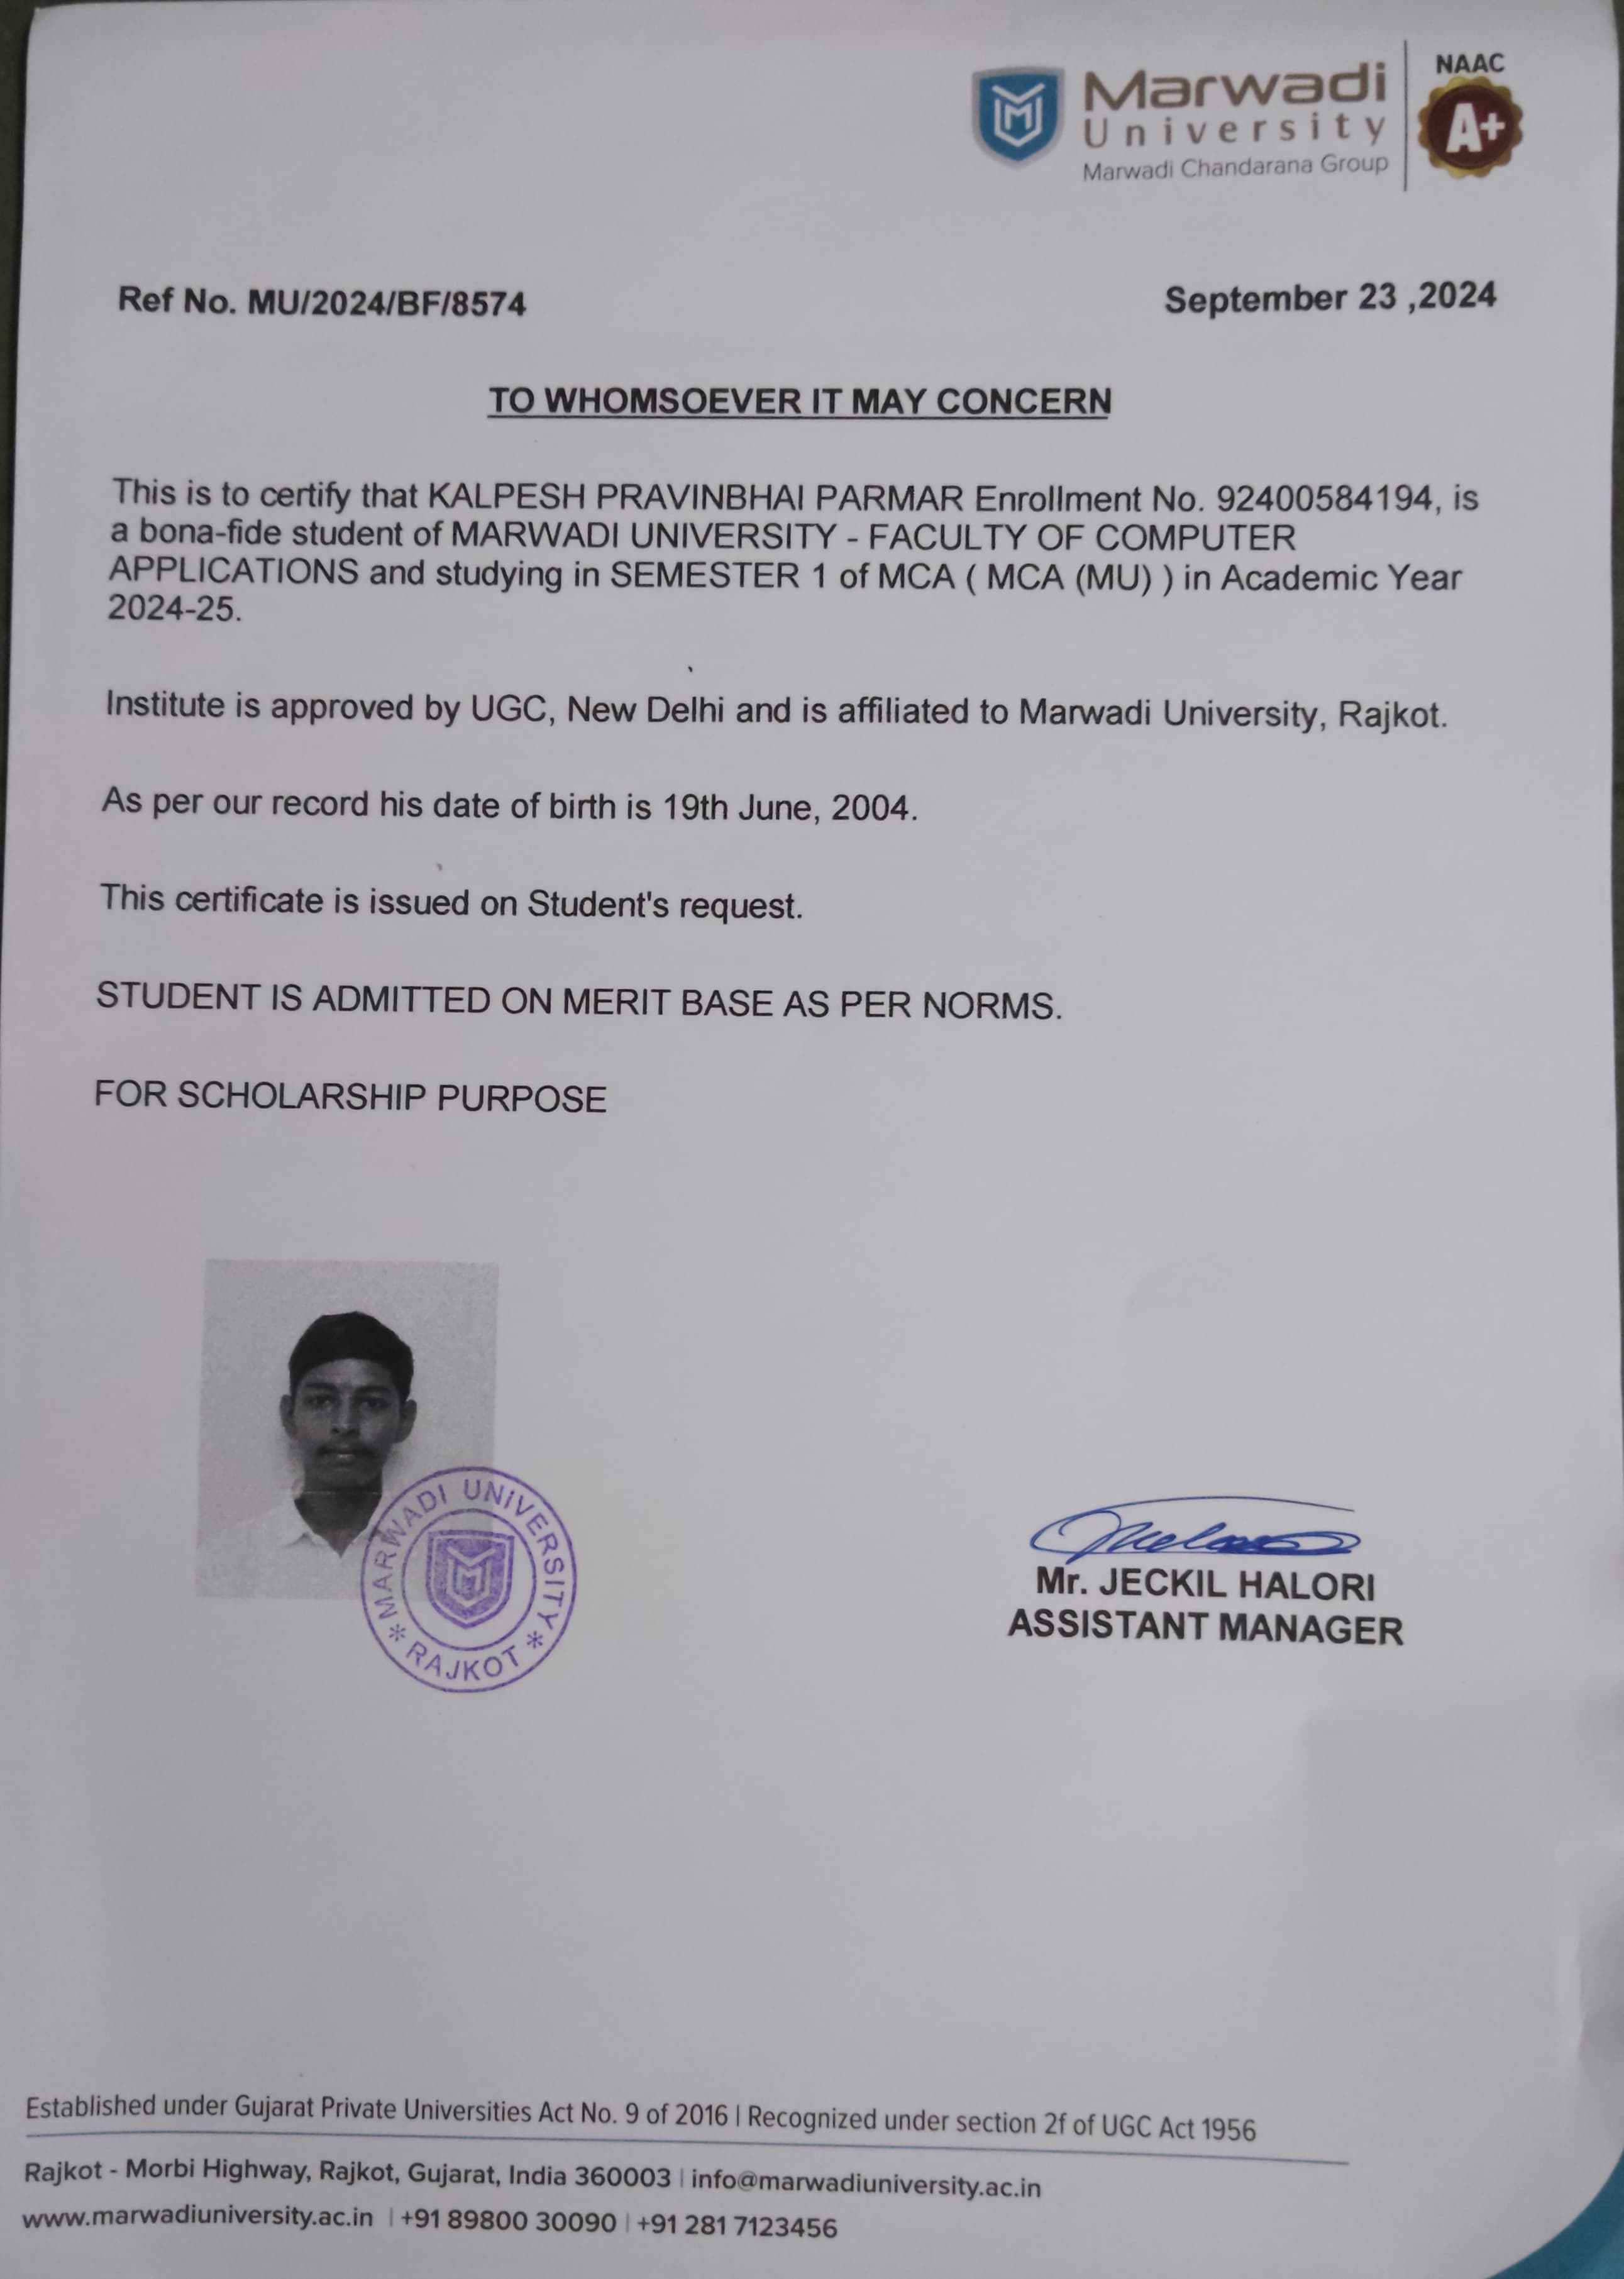 Marwadi
University
Marwadi Chandarana Group
NAAC
A+
Ref No. MU/2024/BF/8574
September 23 ,2024
TO WHOMSOEVER IT MAY CONCERN
This is to certify that KALPESH PRAVINBHAI PARMAR Enrollment No. 92400584194, is
a bona-fide student of MARWADI UNIVERSITY - FACULTY OF COMPUTER
APPLICATIONS and studying in SEMESTER 1 of MCA ( MCA (MU) ) in Academic Year
2024-25.
Institute is approved by UGC, New Delhi and is affiliated to Marwadi University, Rajkot.
As per our record his date of birth is 19th June, 2004.
This certificate is issued on Student's request.
STUDENT IS ADMITTED ON MERIT BASE AS PER NORMS.
FOR SCHOLARSHIP PURPOSE
MARWADI UNIVERSITY
* RAJKOT *
Mr. JECKIL HALORI
ASSISTANT MANAGER
Established under Gujarat Private Universities Act No. 9 of 2016 | Recognized under section 2f of UGC Act 1956
Rajkot - Morbi Highway, Rajkot, Gujarat, India 360003 | info@marwadiuniversity.ac.in
www.marwadiuniversity.ac.in | +91 89800 30090 | +91 281 7123456